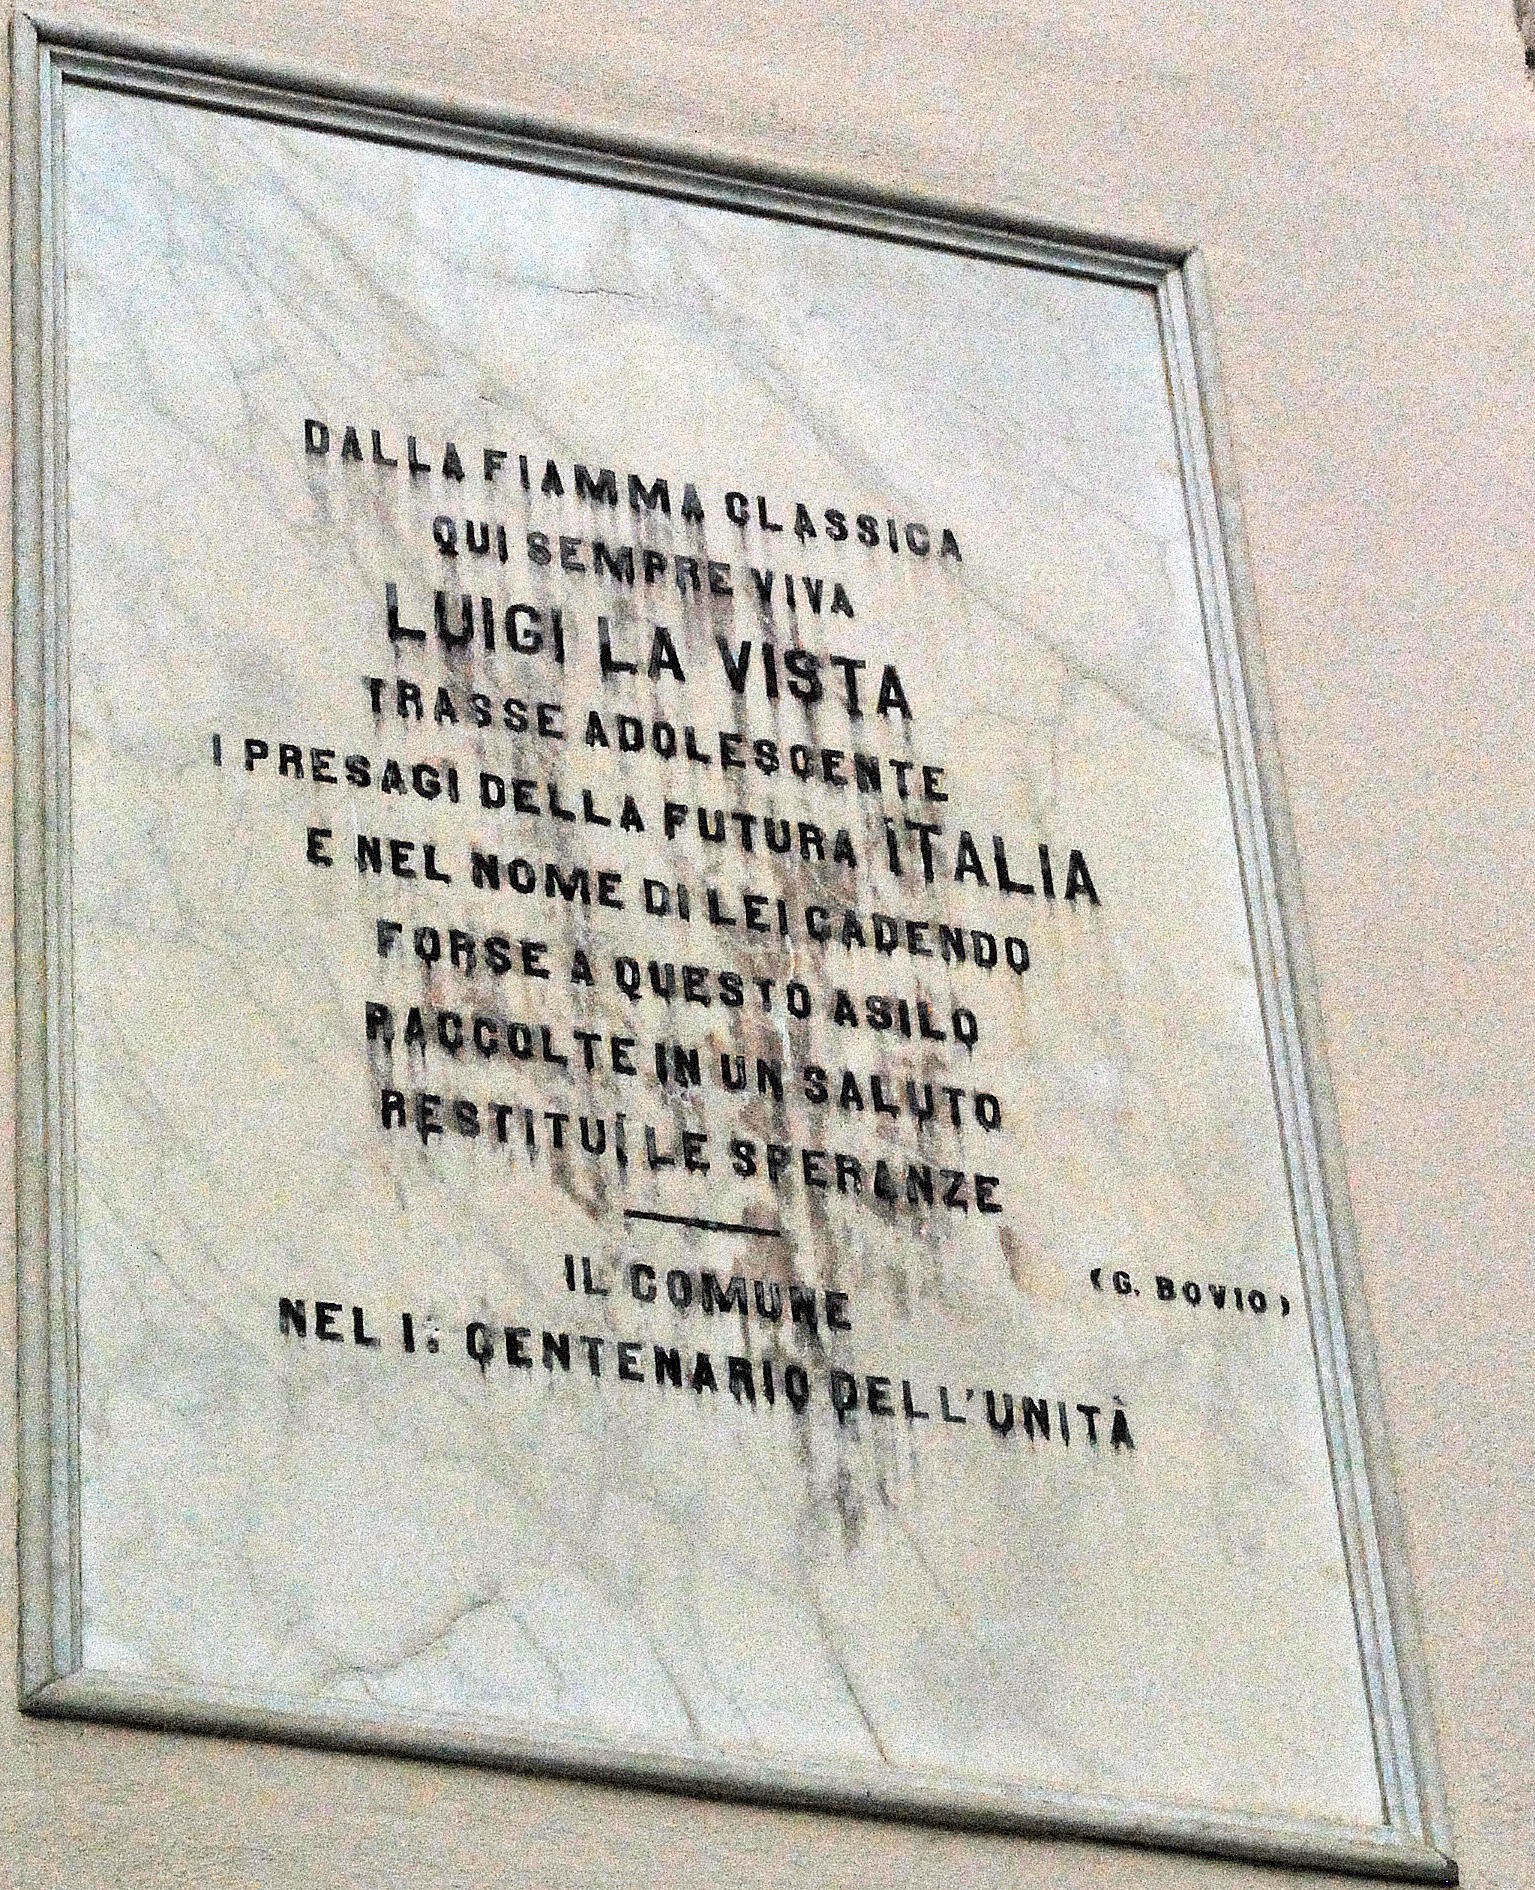 DALLA FIAMMA CLASSICA
QUI SEMPRE VIVA
LUIGI LA VISTA
TRASSE ADOLESCENTE
I PRESAGI DELLA FUTURA ITALIA
E NEL NOME DI LEI CADENDO
FORSE A QUESTO ASILO
RACCOLTE IN UN SALUTO
RESTITUÍ LE SPERANZE
(G. BOVIO)
IL COMUNE
NEL I: CENTENARIO DELL'UNITÀ